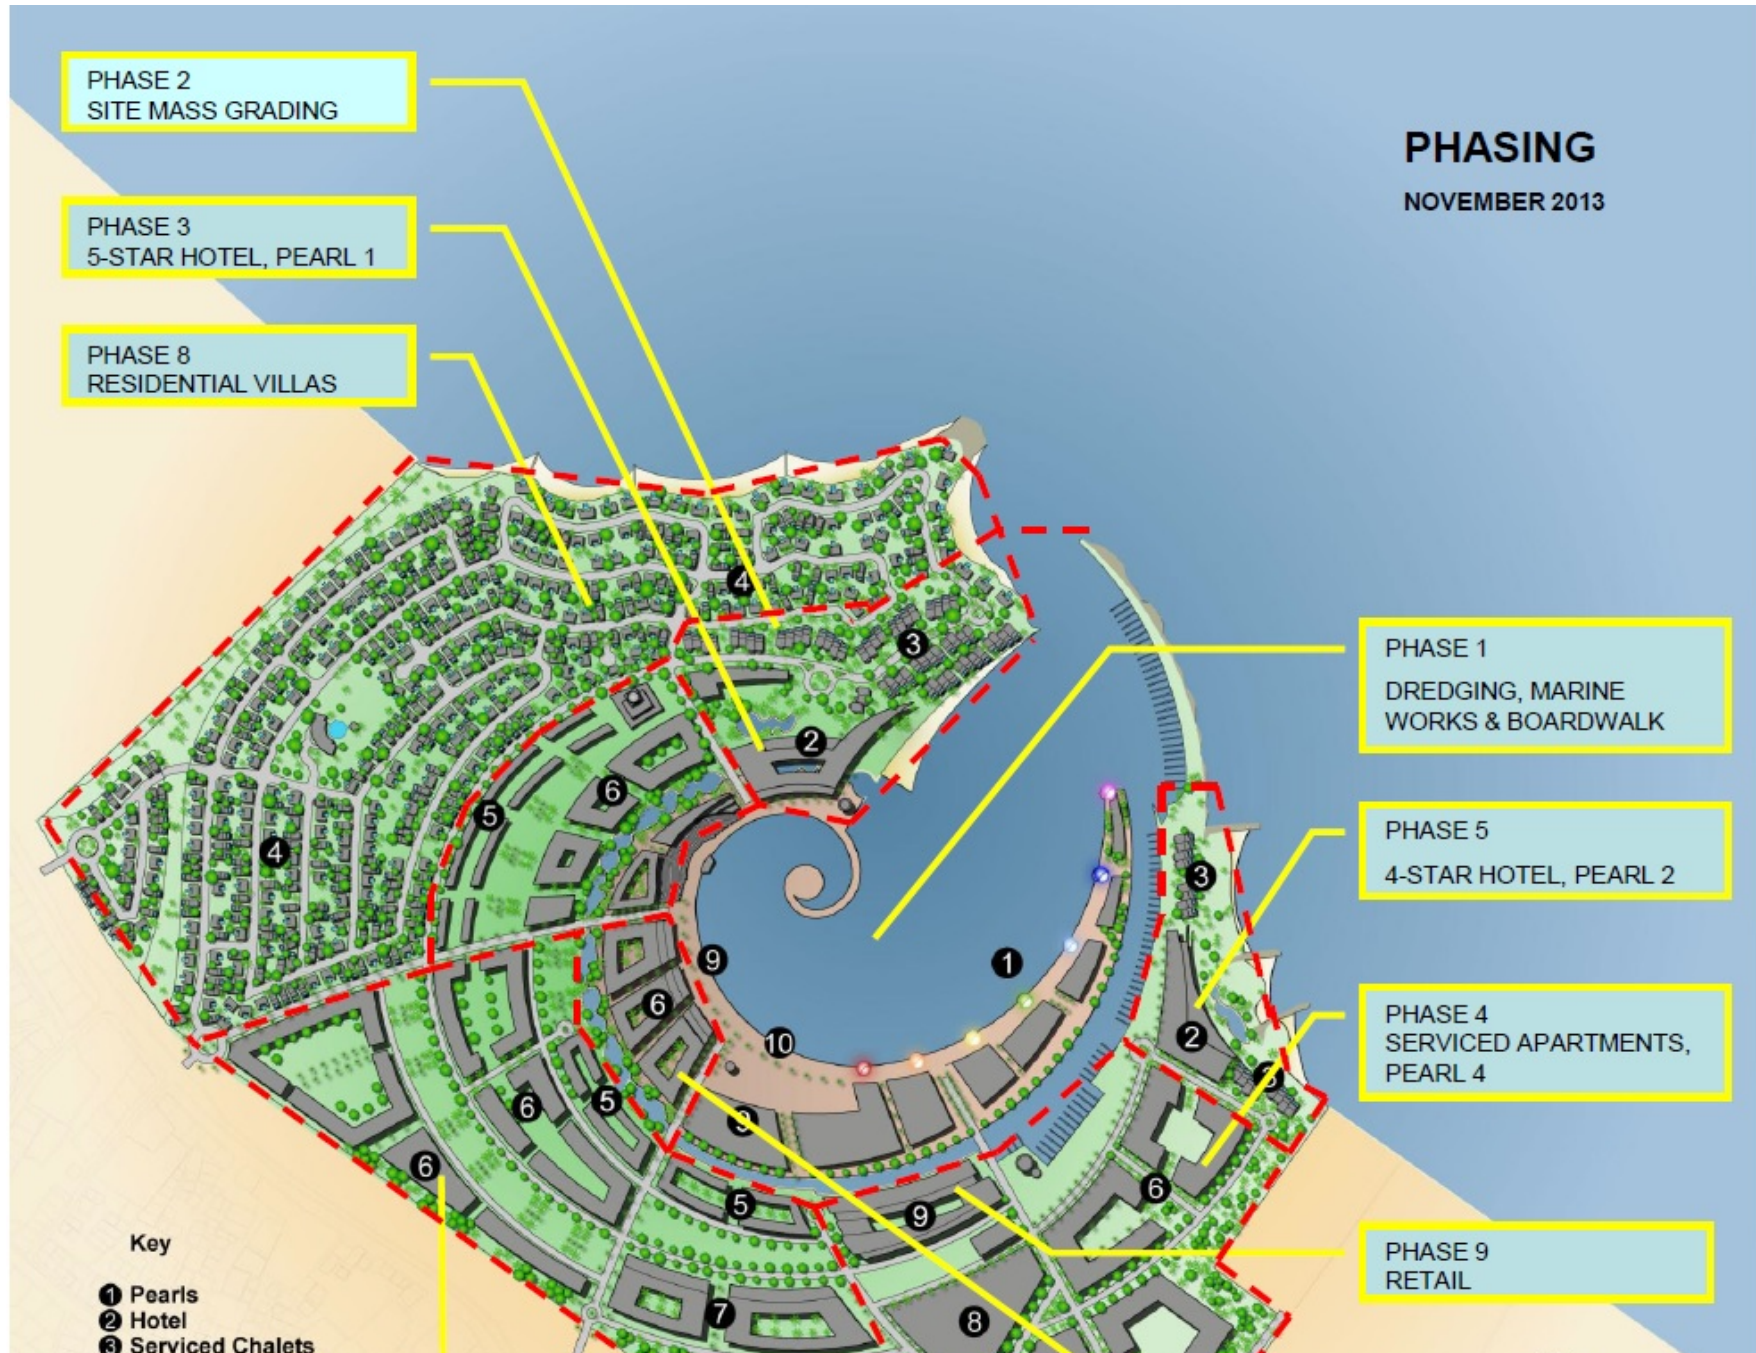 PHASE 2
SITE MASS GRADING
PHASING
NOVEMBER 2013
PHASE 3
5-STAR HOTEL, PEARL 1
PHASE 8
RESIDENTIAL VILLAS
4
3
PHASE 1
DREDGING, MARINE
WORKS & BOARDWALK
2
6
5
4
PHASE 5
4-STAR HOTEL, PEARL 2
3
9
1
6
10
2
PHASE 4
SERVICED APARTMENTS,
PEARL 4
3
6
5
9
6
6
5
9
PHASE 9
RETAIL
7
8
Key
1 Pearls
2 Hotel
3 Serviced Chalets